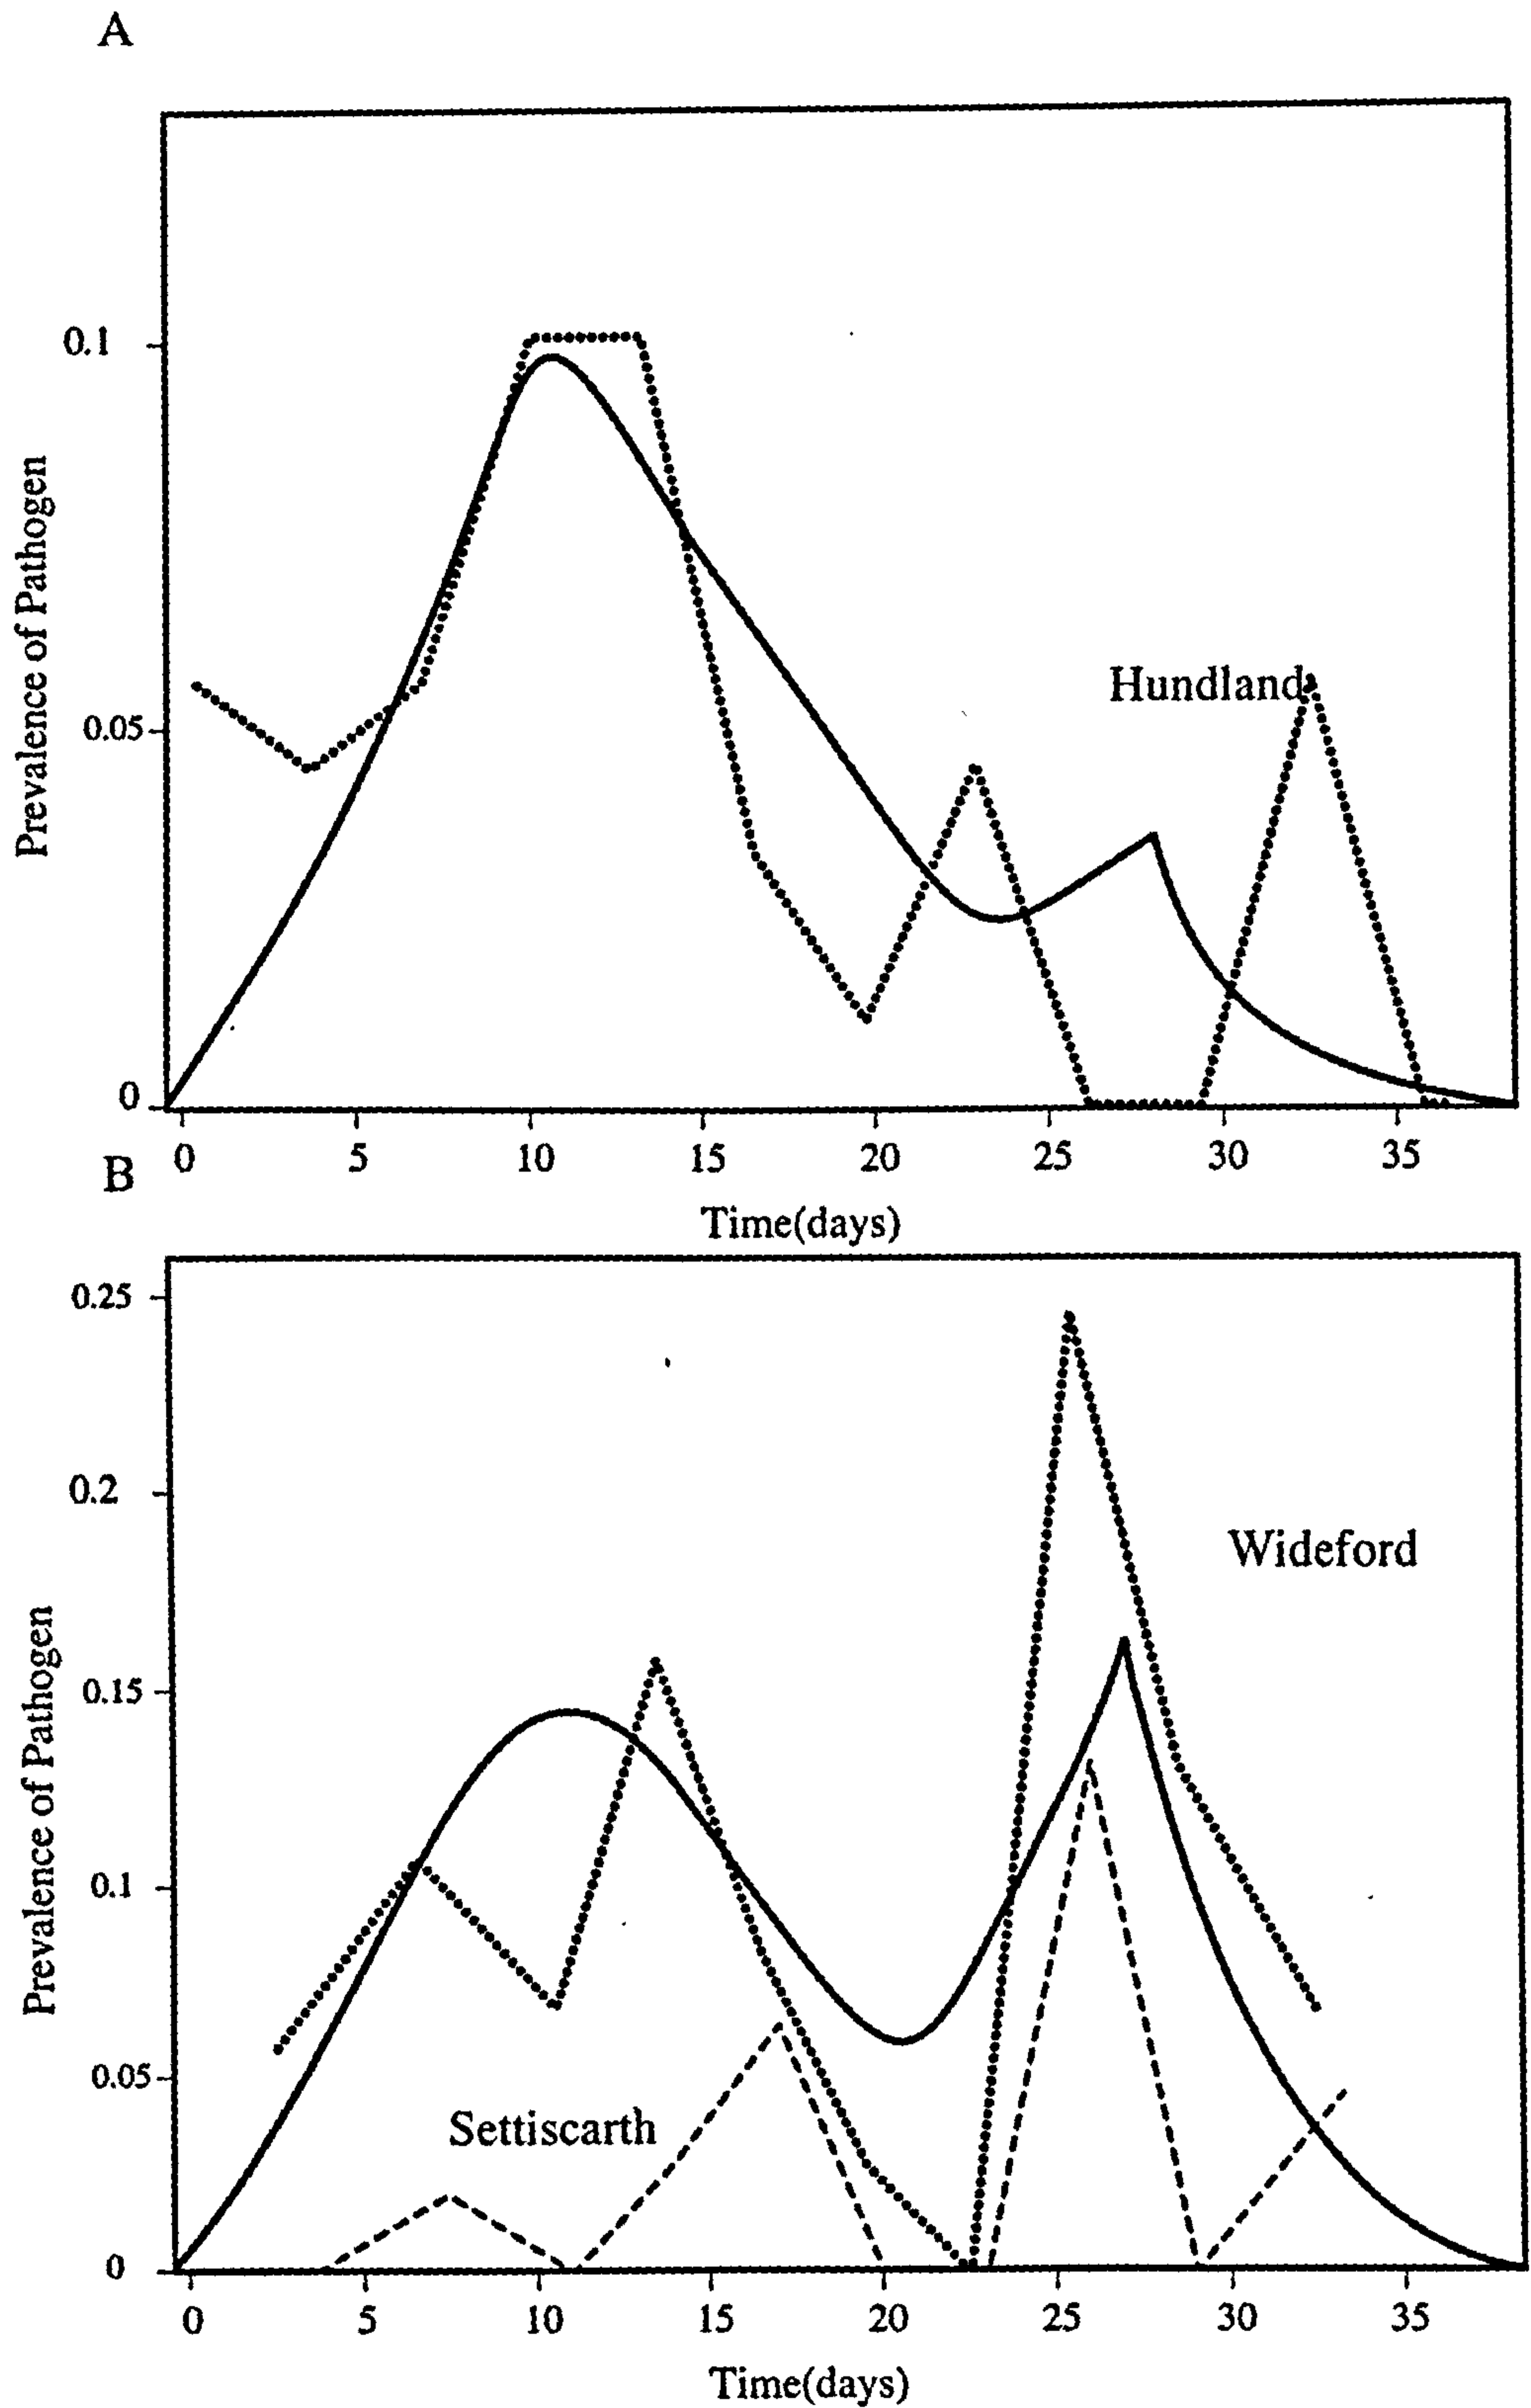 A
0.1
Prevalence of Pathogen
Hundland
0.05
0
0 5 10 15 20 25 30 35
B
Time(days)
0.25
0.2
Wideford
0.15
Prevalence of Pathogen
0.1
0.05
Settiscarth
0
0 5 10 15 20 25 30 35
Time(days)